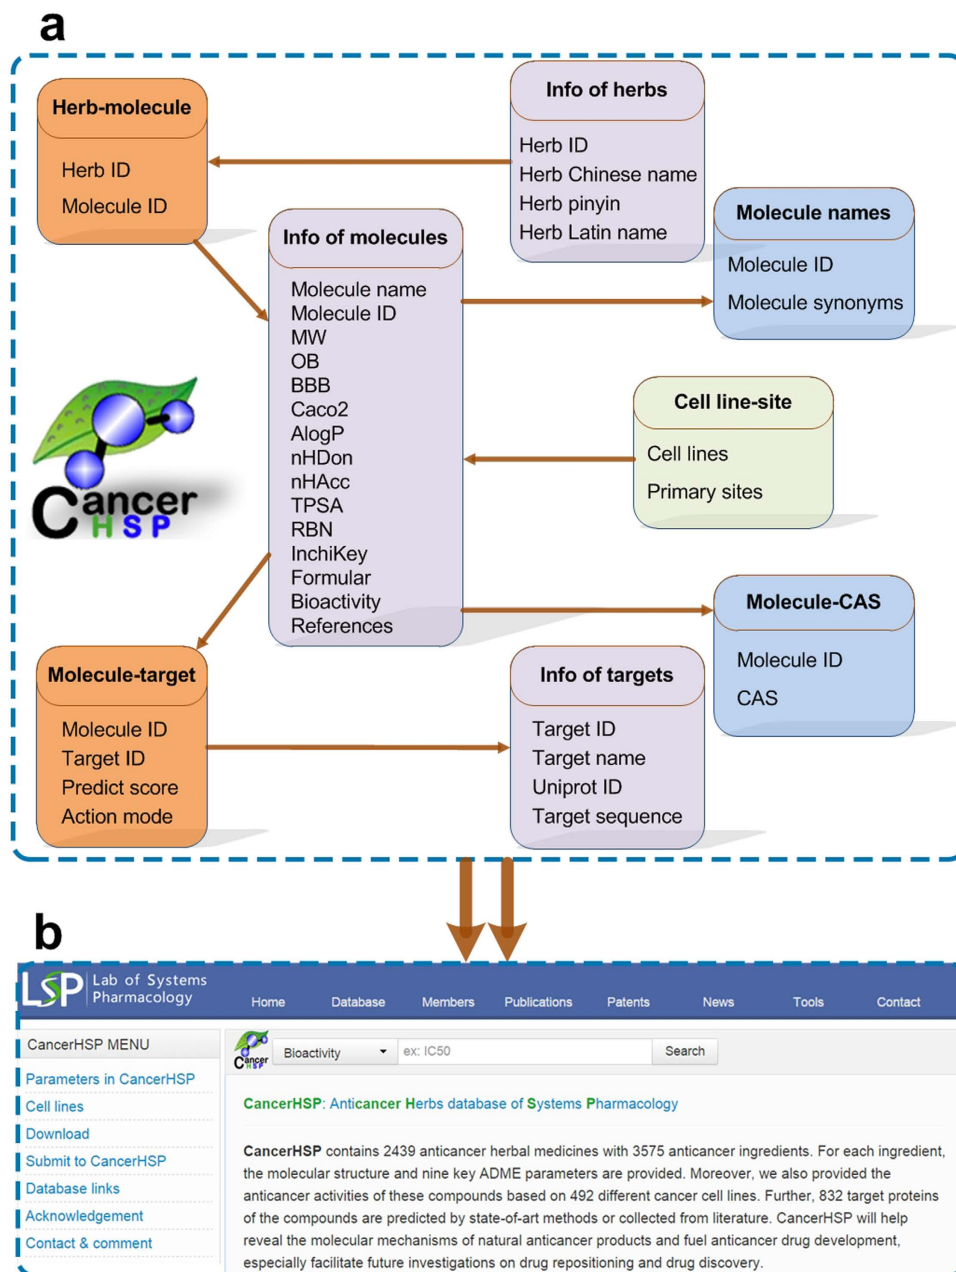 a
Herb-molecule
Herb ID
Molecule ID
Info of herbs
Herb ID
Herb Chinese name
Herb pinyin
Herb Latin name
Molecule names
Molecule ID
Molecule synonyms
Info of molecules
Molecule name
Molecule ID
MW
OB
BBB
Caco2
AlogP
nHDon
nHAcc
TPSA
RBN
InchiKey
Formular
Bioactivity
References
Cell line-site
Cell lines
Primary sites
Cancer
HSP
Molecule-CAS
Molecule ID
CAS
Molecule-target
Molecule ID
Target ID
Predict score
Action mode
Info of targets
Target ID
Target name
Uniprot ID
Target sequence
b
LSP Lab of Systems
Pharmacology
Home Database Members Publications Patents News Tools Contact
CancerHSP MENU
Parameters in CancerHSP
Cell lines
Download
Submit to CancerHSP
Database links
Acknowledgement
Contact & comment
Cancer
HSP
Bioactivity ex: IC50 Search
CancerHSP: Anticancer Herbs database of Systems Pharmacology
CancerHSP contains 2439 anticancer herbal medicines with 3575 anticancer ingredients. For each ingredient,
the molecular structure and nine key ADME parameters are provided. Moreover, we also provided the
anticancer activities of these compounds based on 492 different cancer cell lines. Further, 832 target proteins
of the compounds are predicted by state-of-art methods or collected from literature. CancerHSP will help
reveal the molecular mechanisms of natural anticancer products and fuel anticancer drug development,
especially facilitate future investigations on drug repositioning and drug discovery.